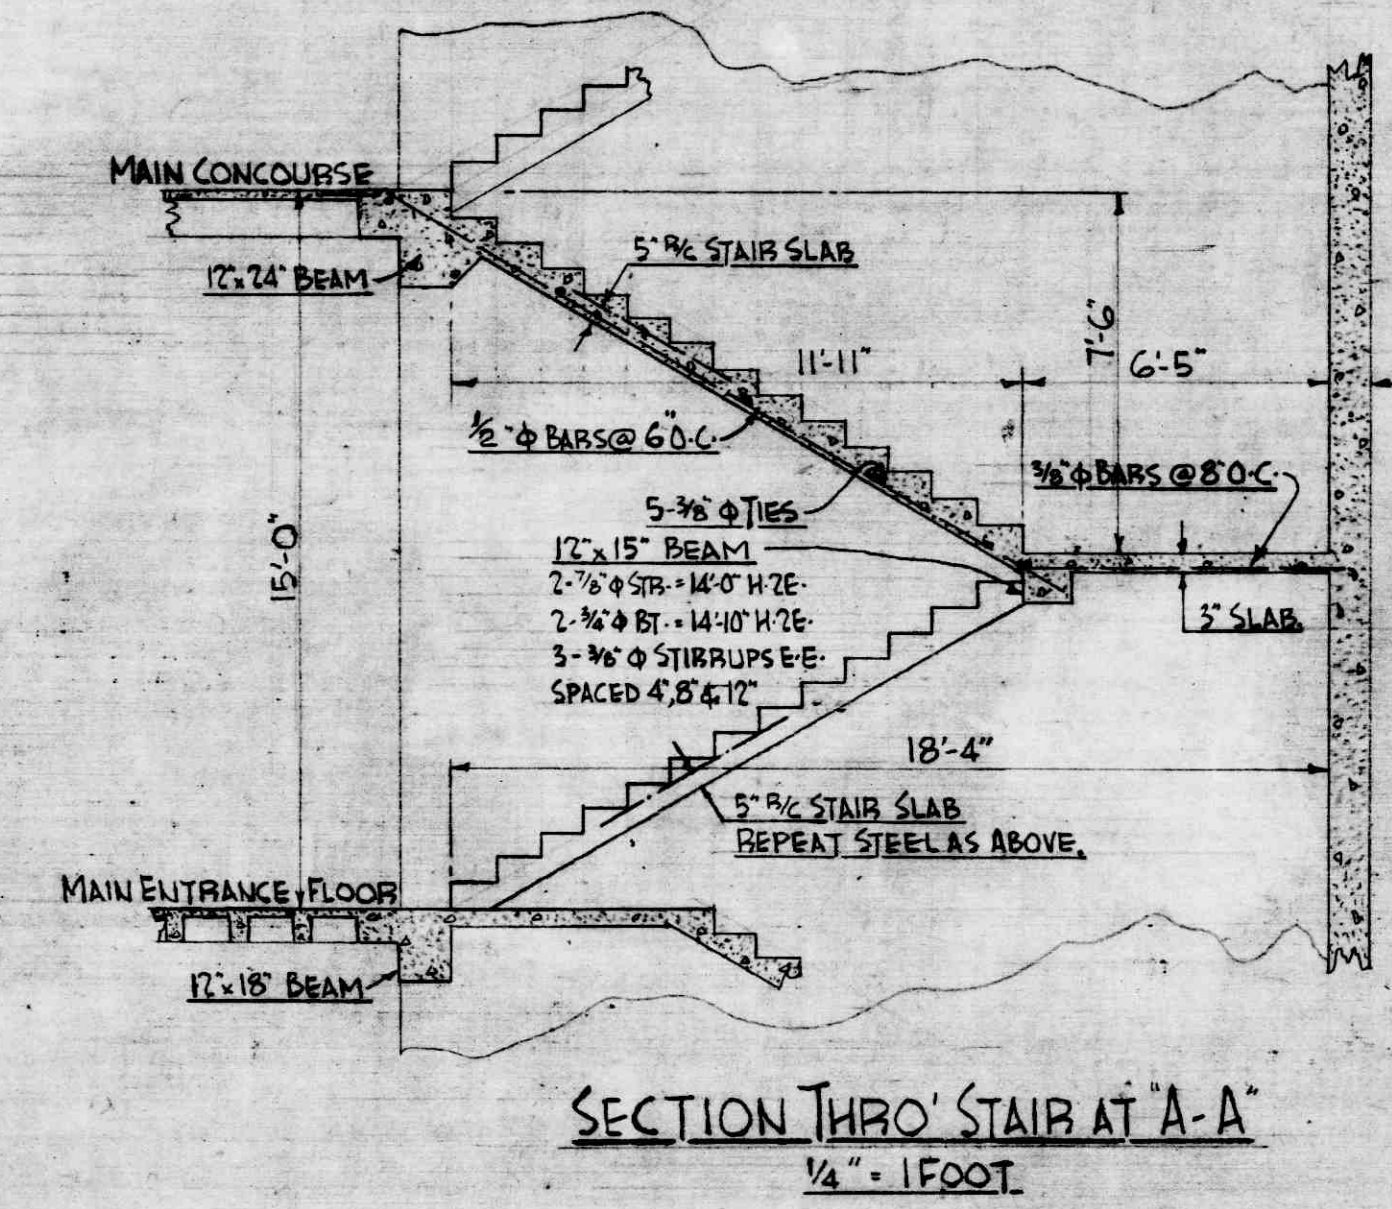 MAIN CONCOURSE
12"x24" BEAM
5" R/C STAIR SLAB
11'-11"
7'-6"
6'-5"
1/2" Φ BARS @ 6" O.C.
3/8" Φ BARS @ 8" O.C.
5-3/8" Φ TIES
12"x15" BEAM
2-7/8" Φ STR. = 14'-0" H.2E.
2-3/4" Φ BT. = 14'-10" H.2E.
3-3/8" Φ STIRRUPS E.E.
SPACED 4", 8" & 12"
15'-0"
3" SLAB.
18'-4"
5" R/C STAIR SLAB
REPEAT STEEL AS ABOVE.
MAIN ENTRANCE FLOOR
12"x18" BEAM
SECTION THRO' STAIR AT "A-A"
1/4" = 1 FOOT